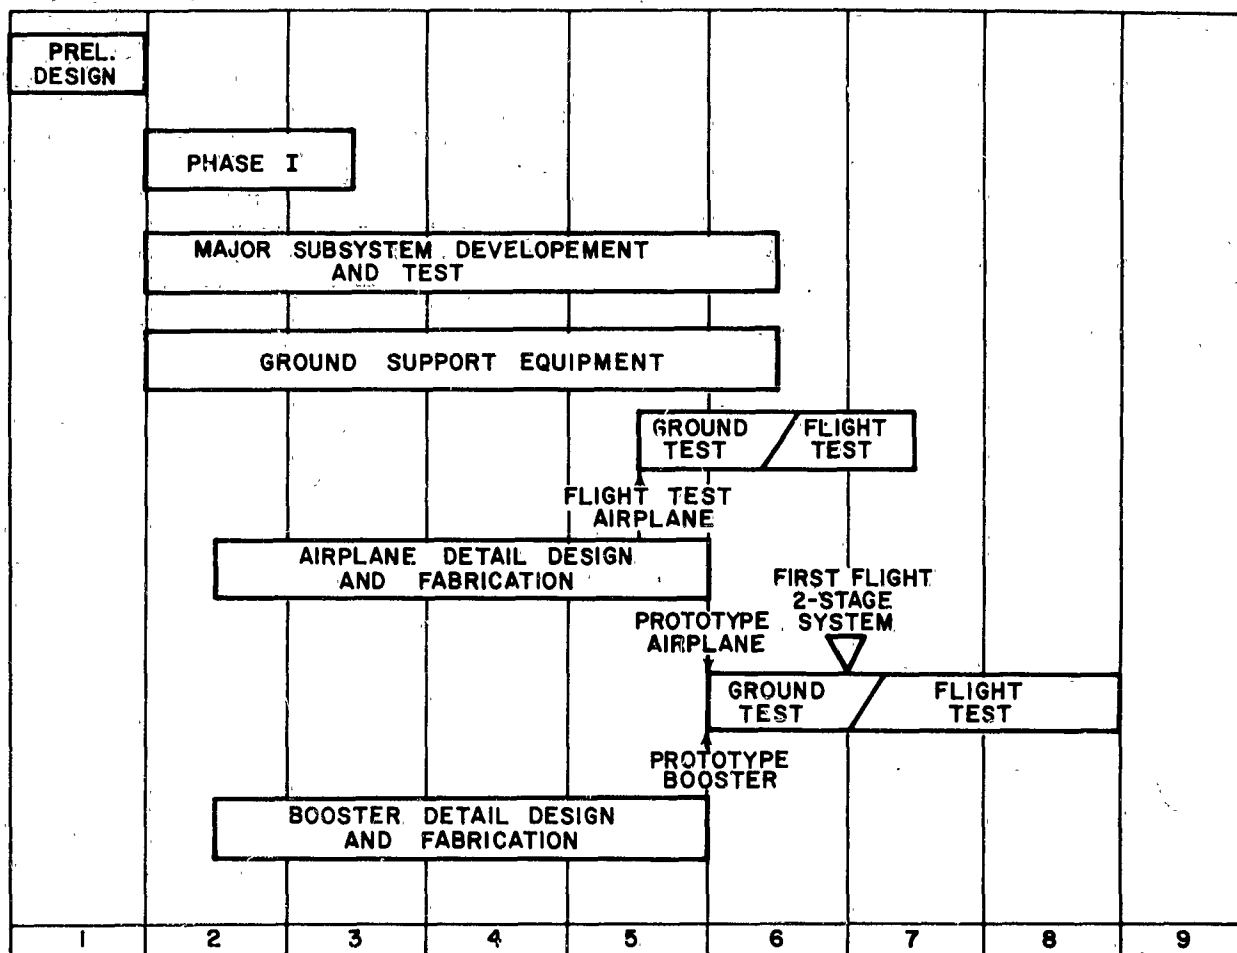 PREL.
DESIGN
PHASE I
MAJOR SUBSYSTEM DEVELOPEMENT
AND TEST
GROUND SUPPORT EQUIPMENT
GROUND
TEST
FLIGHT
TEST
FLIGHT TEST
AIRPLANE
AIRPLANE DETAIL DESIGN
AND FABRICATION
FIRST FLIGHT
2-STAGE
SYSTEM
PROTOTYPE
AIRPLANE
GROUND
TEST
FLIGHT
TEST
PROTOTYPE
BOOSTER
BOOSTER DETAIL DESIGN
AND FABRICATION
1 2 3 4 5 6 7 8 9